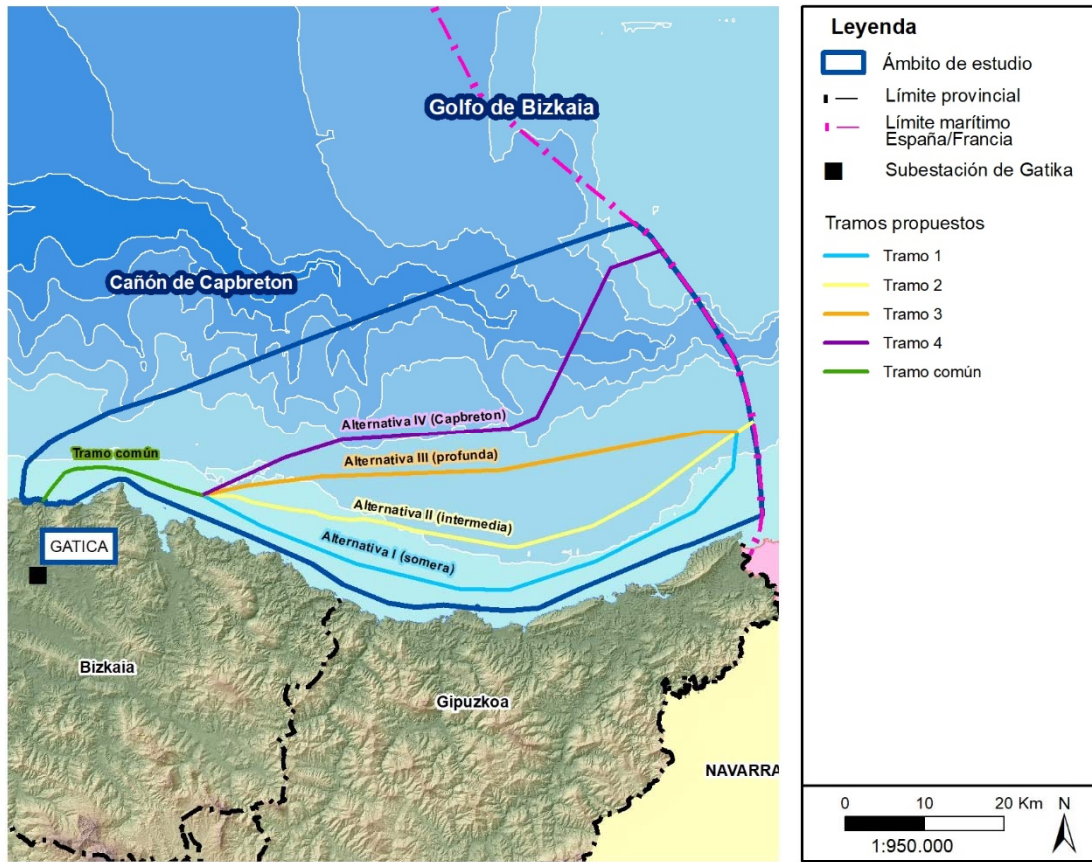 Golfo de Bizkaia
Cañón de Capbreton
Alternativa IV (Capbreton)
Tramo común
Alternativa III (profunda)
Alternativa II (intermedia)
Alternativa I (somera)
GATICA
Bizkaia
Gipuzkoa
NAVARRA
Leyenda
Ámbito de estudio
Límite provincial
Límite marítimo
España/Francia
Subestación de Gatika
Tramos propuestos
Tramo 1
Tramo 2
Tramo 3
Tramo 4
Tramo común
0 10 20 Km N
1:950.000